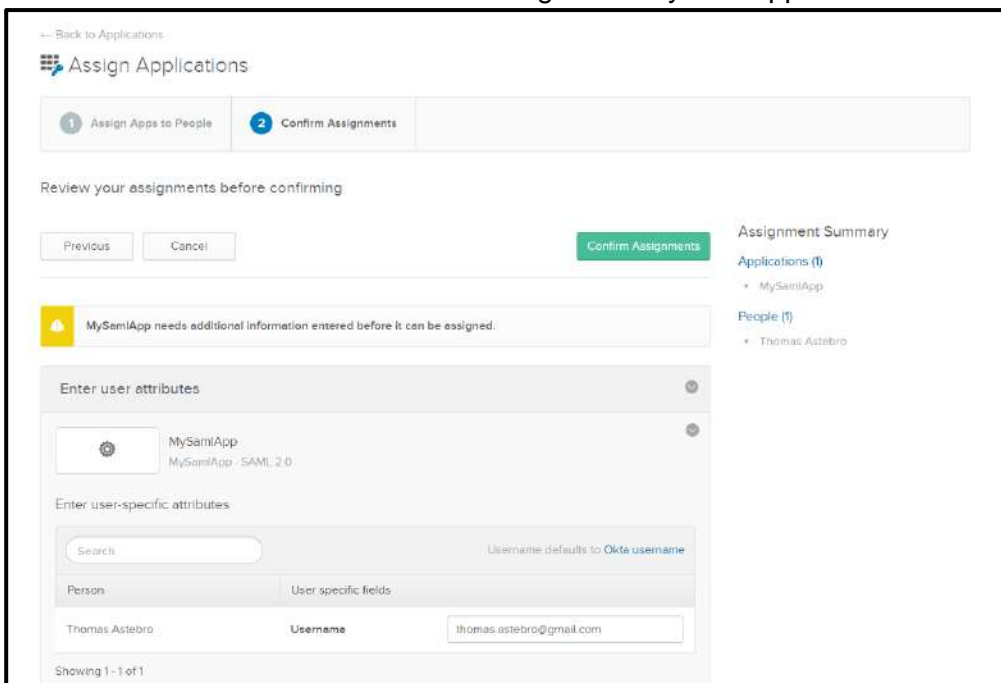 ← Back to Applications
Assign Applications
1 Assign Apps to People 2 Confirm Assignments
Review your assignments before confirming
Previous Cancel Confirm Assignments
Assignment Summary
Applications (1)
• MySamlApp
People (1)
• Thomas Astebro
MySamlApp needs additional information entered before it can be assigned.
Enter user attributes
MySamlApp
MySamlApp - SAML 2.0
Enter user-specific attributes
Search Username defaults to Okta username
Person User specific fields
Thomas Astebro Username thomas.astebro@gmail.com
Showing 1 - 1 of 1